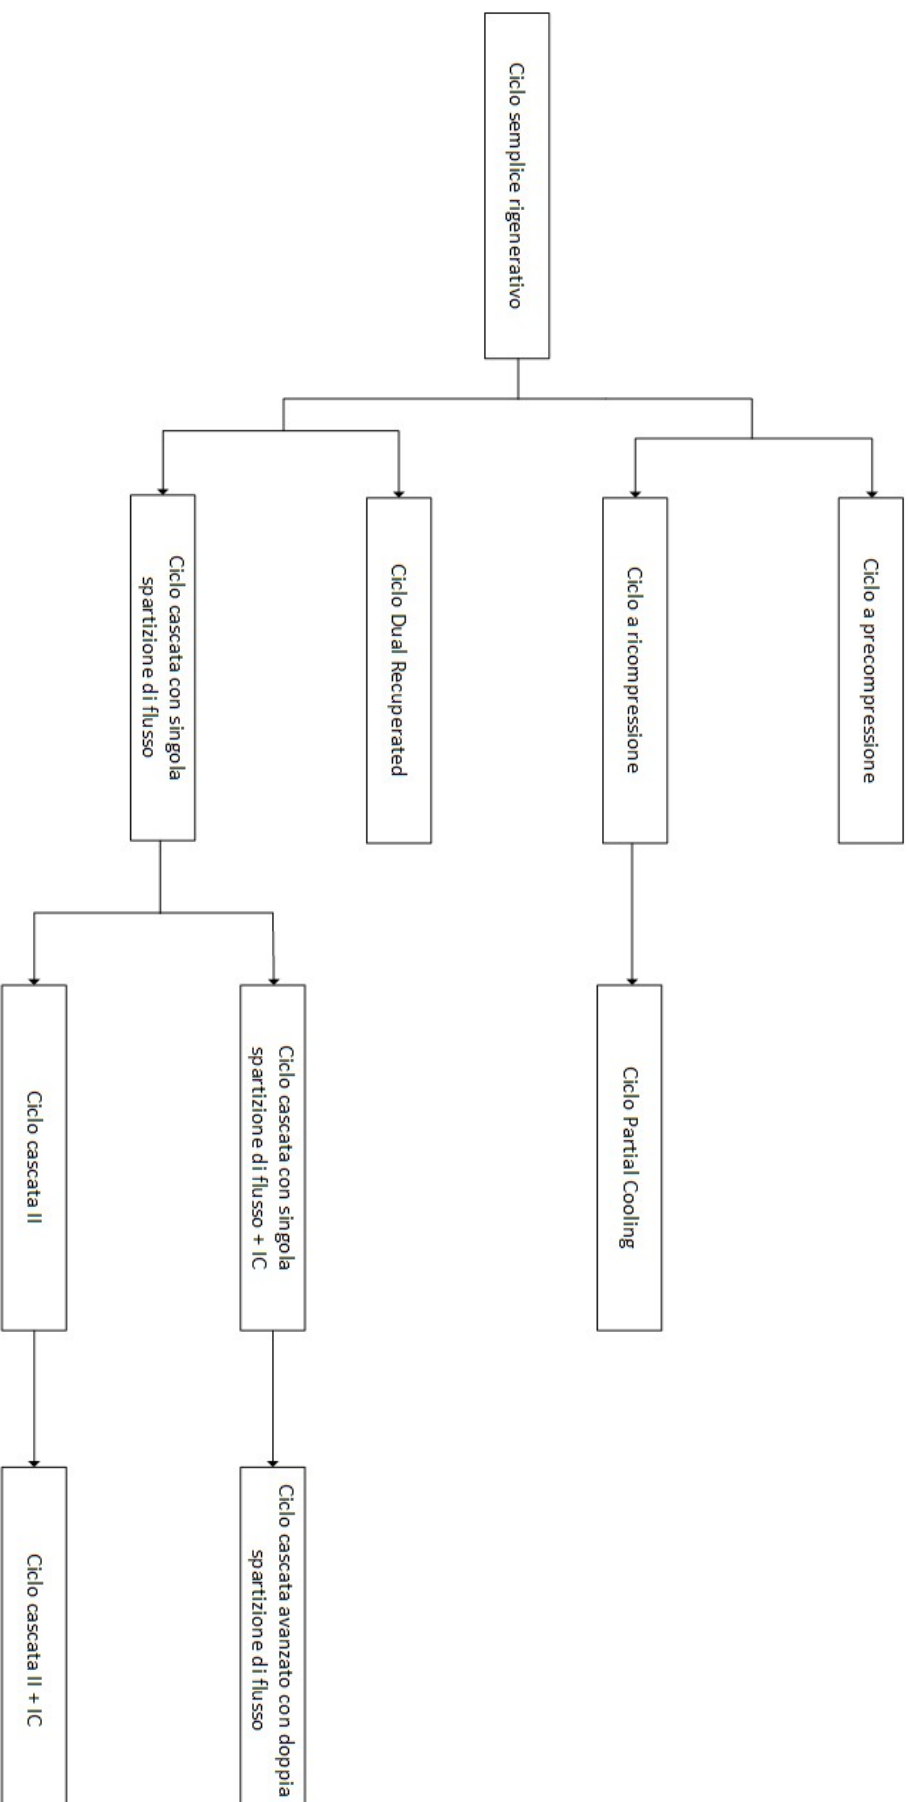 Ciclo semplice rigenerativo
Ciclo a precompressione
Ciclo a ricompressione
Ciclo Dual Recuperated
Ciclo cascata con singola
spartizione di flusso
Ciclo Partial Cooling
Ciclo cascata con singola
spartizione di flusso + IC
Ciclo cascata II
Ciclo cascata avanzato con doppia
spartizione di flusso
Ciclo cascata II + IC